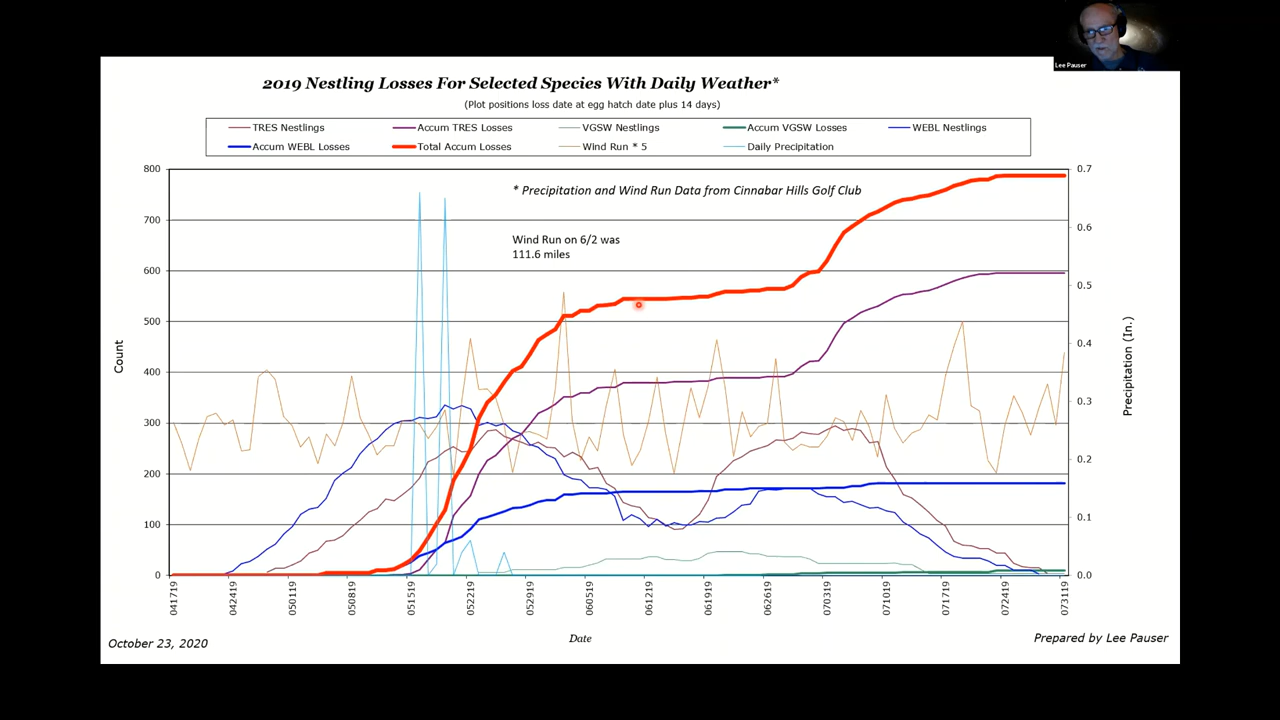 Lee Pauser
2019 Nestling Losses For Selected Species With Daily Weather*
(Plot positions loss date at egg hatch date plus 14 days)
TRES Nestlings Accum TRES Losses VGSW Nestlings Accum VGSW Losses WEBL Nestlings
Accum WEBL Losses Total Accum Losses Wind Run * 5 Daily Precipitation
* Precipitation and Wind Run Data from Cinnabar Hills Golf Club
Wind Run on 6/2 was
111.6 miles
Count
800
700
600
500
400
300
200
100
0
0.7
0.6
0.5
0.4
0.3
0.2
0.1
0.0
Precipitation (In.)
041719 042419 050119 050819 051519 052219 052919 060519 061219 061919 062619 070319 071019 071719 072419 073119
Date
October 23, 2020
Prepared by Lee Pauser